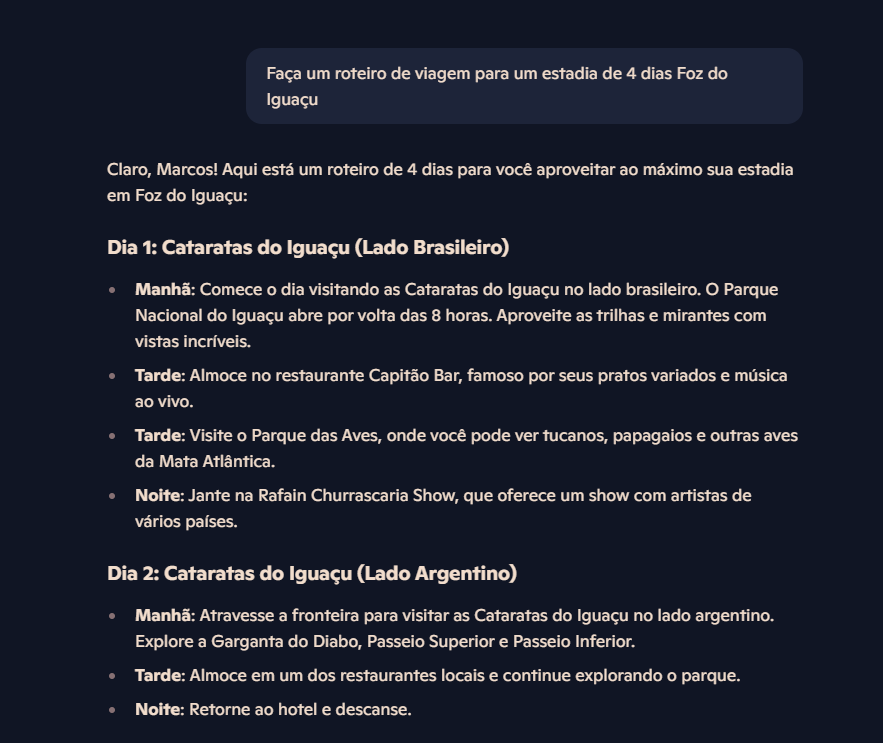 Faça um roteiro de viagem para um estadia de 4 dias Foz do
Iguaçu
Claro, Marcos! Aqui está um roteiro de 4 dias para você aproveitar ao máximo sua estadia
em Foz do Iguaçu:
Dia 1: Cataratas do Iguaçu (Lado Brasileiro)
• Manhã: Comece o dia visitando as Cataratas do Iguaçu no lado brasileiro. O Parque
Nacional do Iguaçu abre por volta das 8 horas. Aproveite as trilhas e mirantes com
vistas incríveis.
• Tarde: Almoce no restaurante Capitão Bar, famoso por seus pratos variados e música
ao vivo.
• Tarde: Visite o Parque das Aves, onde você pode ver tucanos, papagaios e outras aves
da Mata Atlântica.
• Noite: Jante na Rafain Churrascaria Show, que oferece um show com artistas de
vários países.
Dia 2: Cataratas do Iguaçu (Lado Argentino)
• Manhã: Atravesse a fronteira para visitar as Cataratas do Iguaçu no lado argentino.
Explore a Garganta do Diabo, Passeio Superior e Passeio Inferior.
• Tarde: Almoce em um dos restaurantes locais e continue explorando o parque.
• Noite: Retorne ao hotel e descanse.